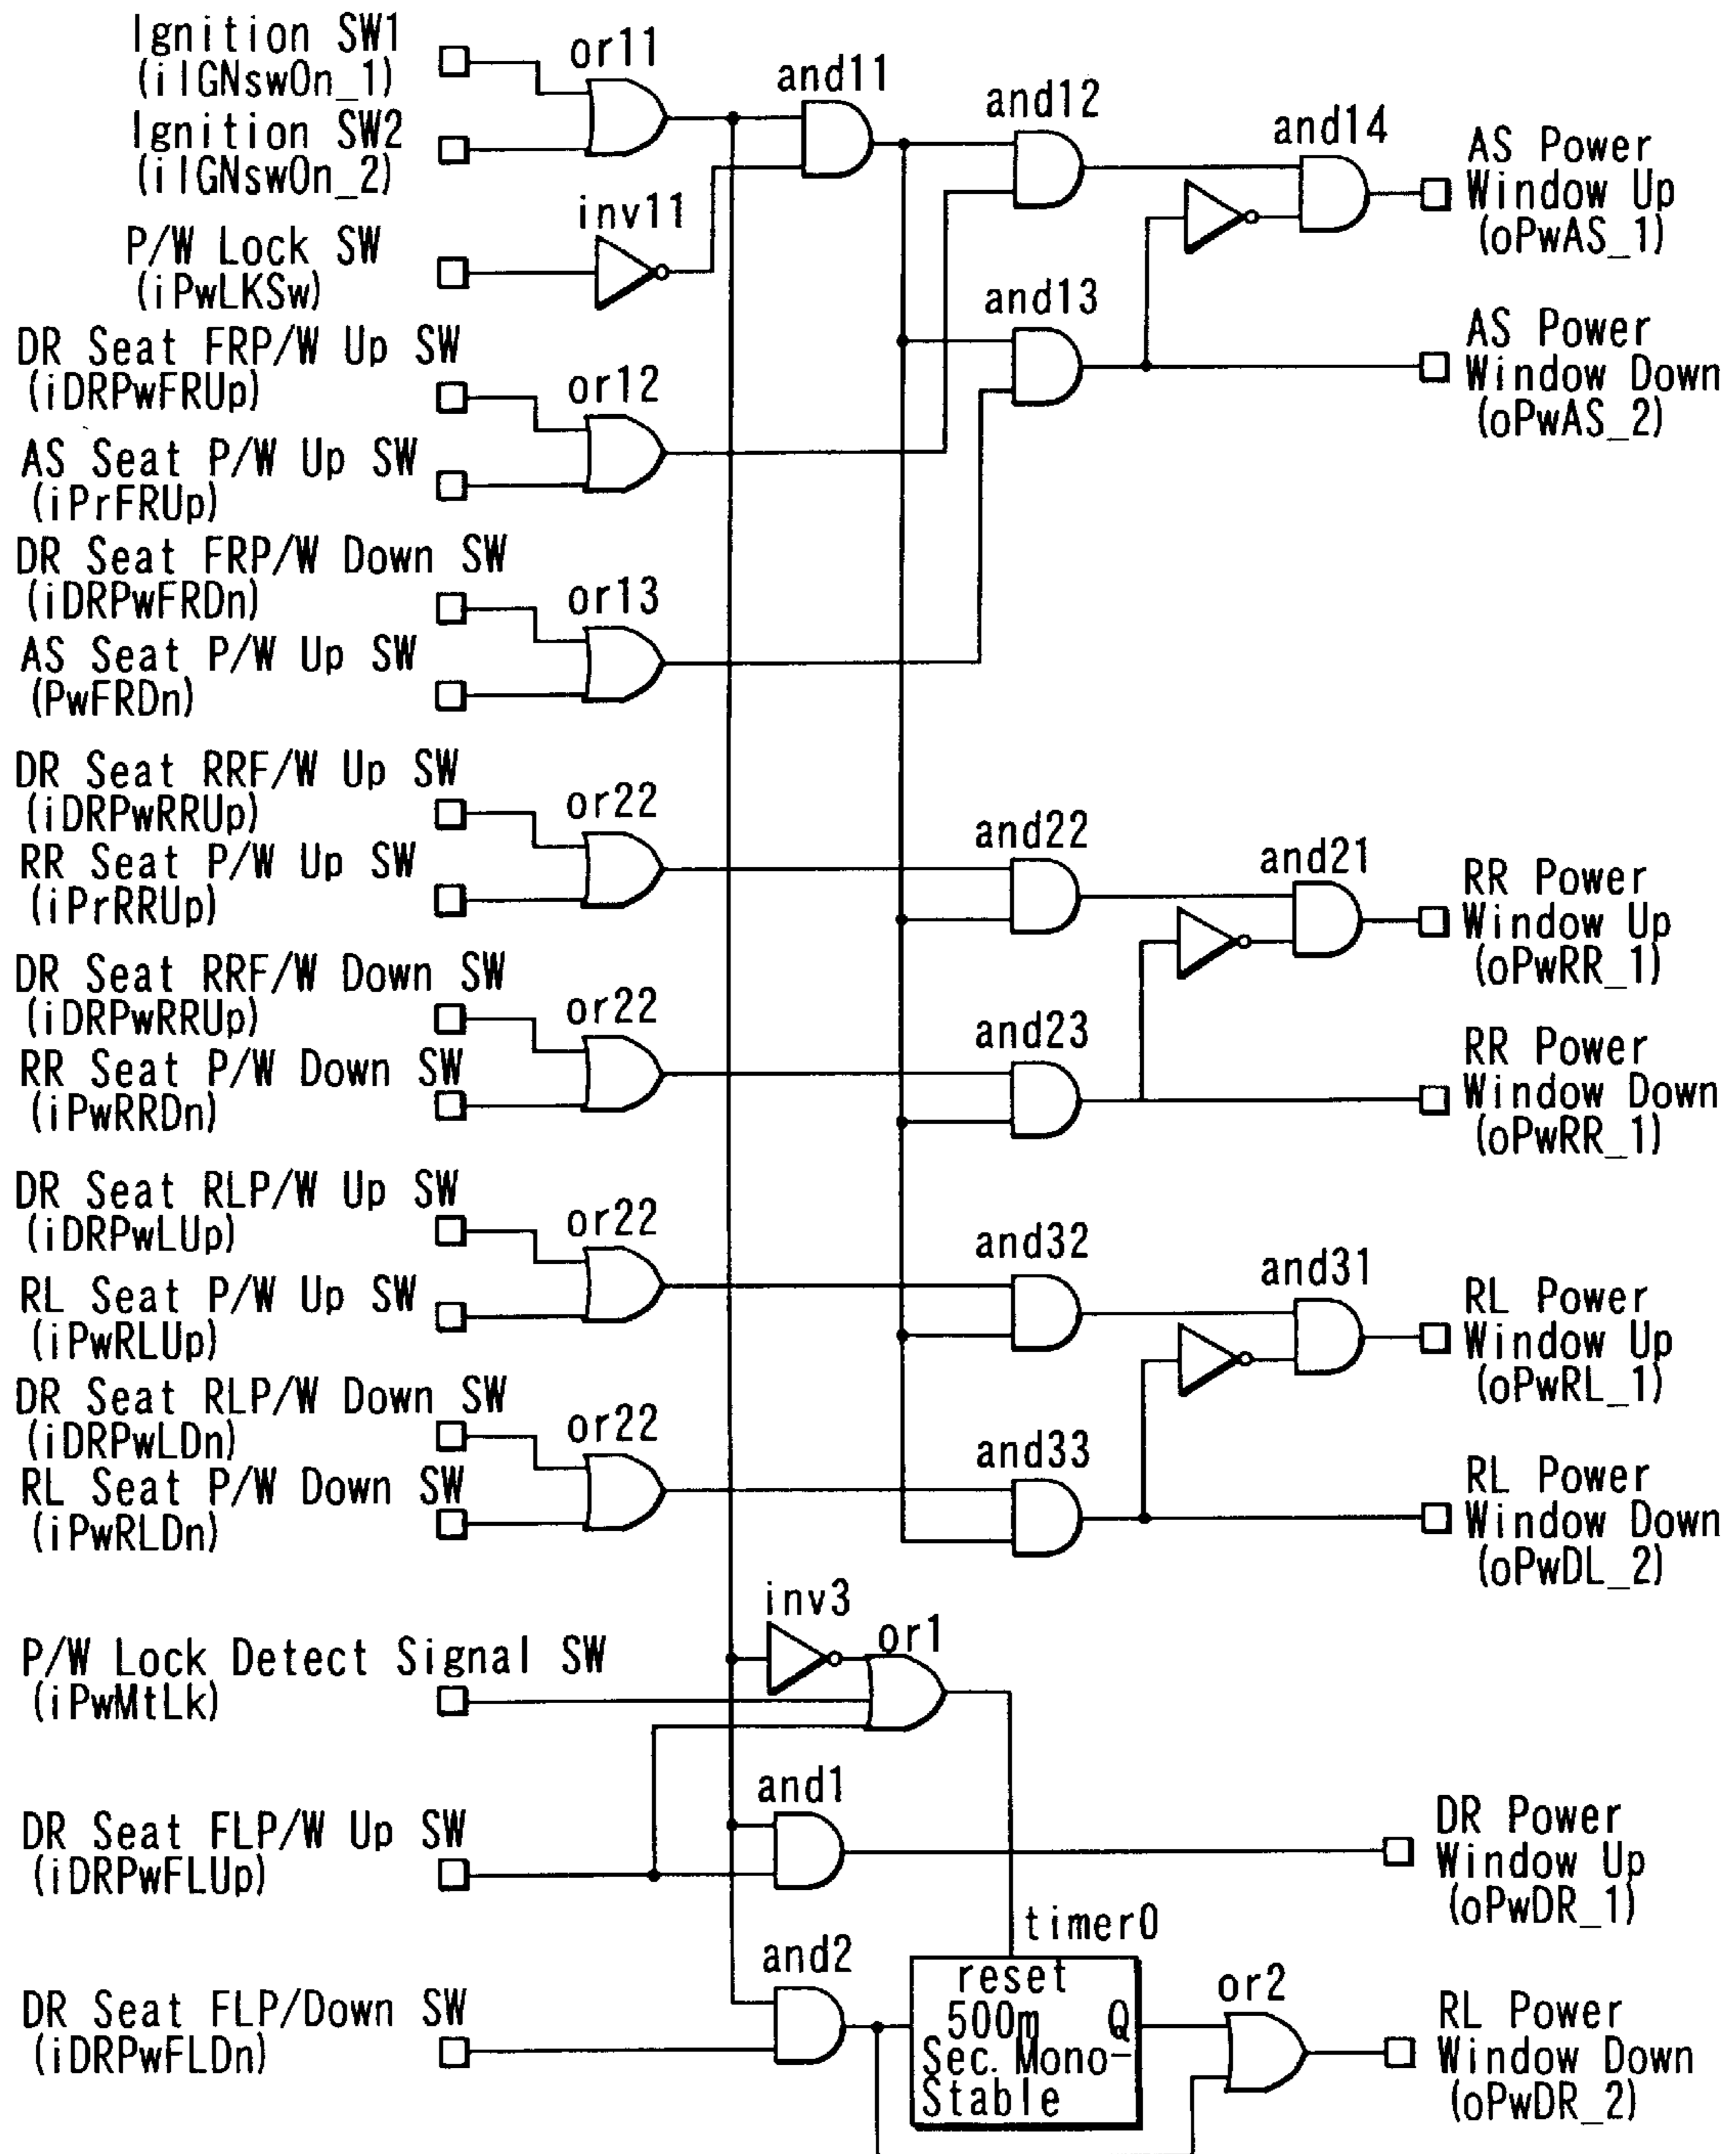 Ignition SW1
(iIGNswOn_1)
or11
and11
Ignition SW2
(iIGNswOn_2)
and12
and14
AS Power
Window Up
(oPwAS_1)
inv11
P/W Lock SW
(iPwLKSw)
and13
AS Power
Window Down
(oPwAS_2)
DR Seat FRP/W Up SW
(iDRPwFRUp)
or12
AS Seat P/W Up SW
(iPrFRUp)
DR Seat FRP/W Down SW
(iDRPwFRDn)
or13
AS Seat P/W Up SW
(PwFRDn)
DR Seat RRF/W Up SW
(iDRPwRRUp)
or22
RR Seat P/W Up SW
(iPrRRUp)
and22
and21
RR Power
Window Up
(oPwRR_1)
DR Seat RRF/W Down SW
(iDRPwRRUp)
or22
RR Seat P/W Down SW
(iPwRRDn)
and23
RR Power
Window Down
(oPwRR_1)
DR Seat RLP/W Up SW
(iDRPwLUp)
or22
RL Seat P/W Up SW
(iPwRLUp)
and32
and31
RL Power
Window Up
(oPwRL_1)
DR Seat RLP/W Down SW
(iDRPwLDn)
or22
RL Seat P/W Down SW
(iPwRLDn)
and33
RL Power
Window Down
(oPwDL_2)
inv3
or1
P/W Lock Detect Signal SW
(iPwMtLk)
and1
DR Seat FLP/W Up SW
(iDRPwFLUp)
DR Power
Window Up
(oPwDR_1)
timer0
and2
DR Seat FLP/Down SW
(iDRPwFLDn)
reset
500m Q
Sec. Mono-
Stable
or2
RL Power
Window Down
(oPwDR_2)